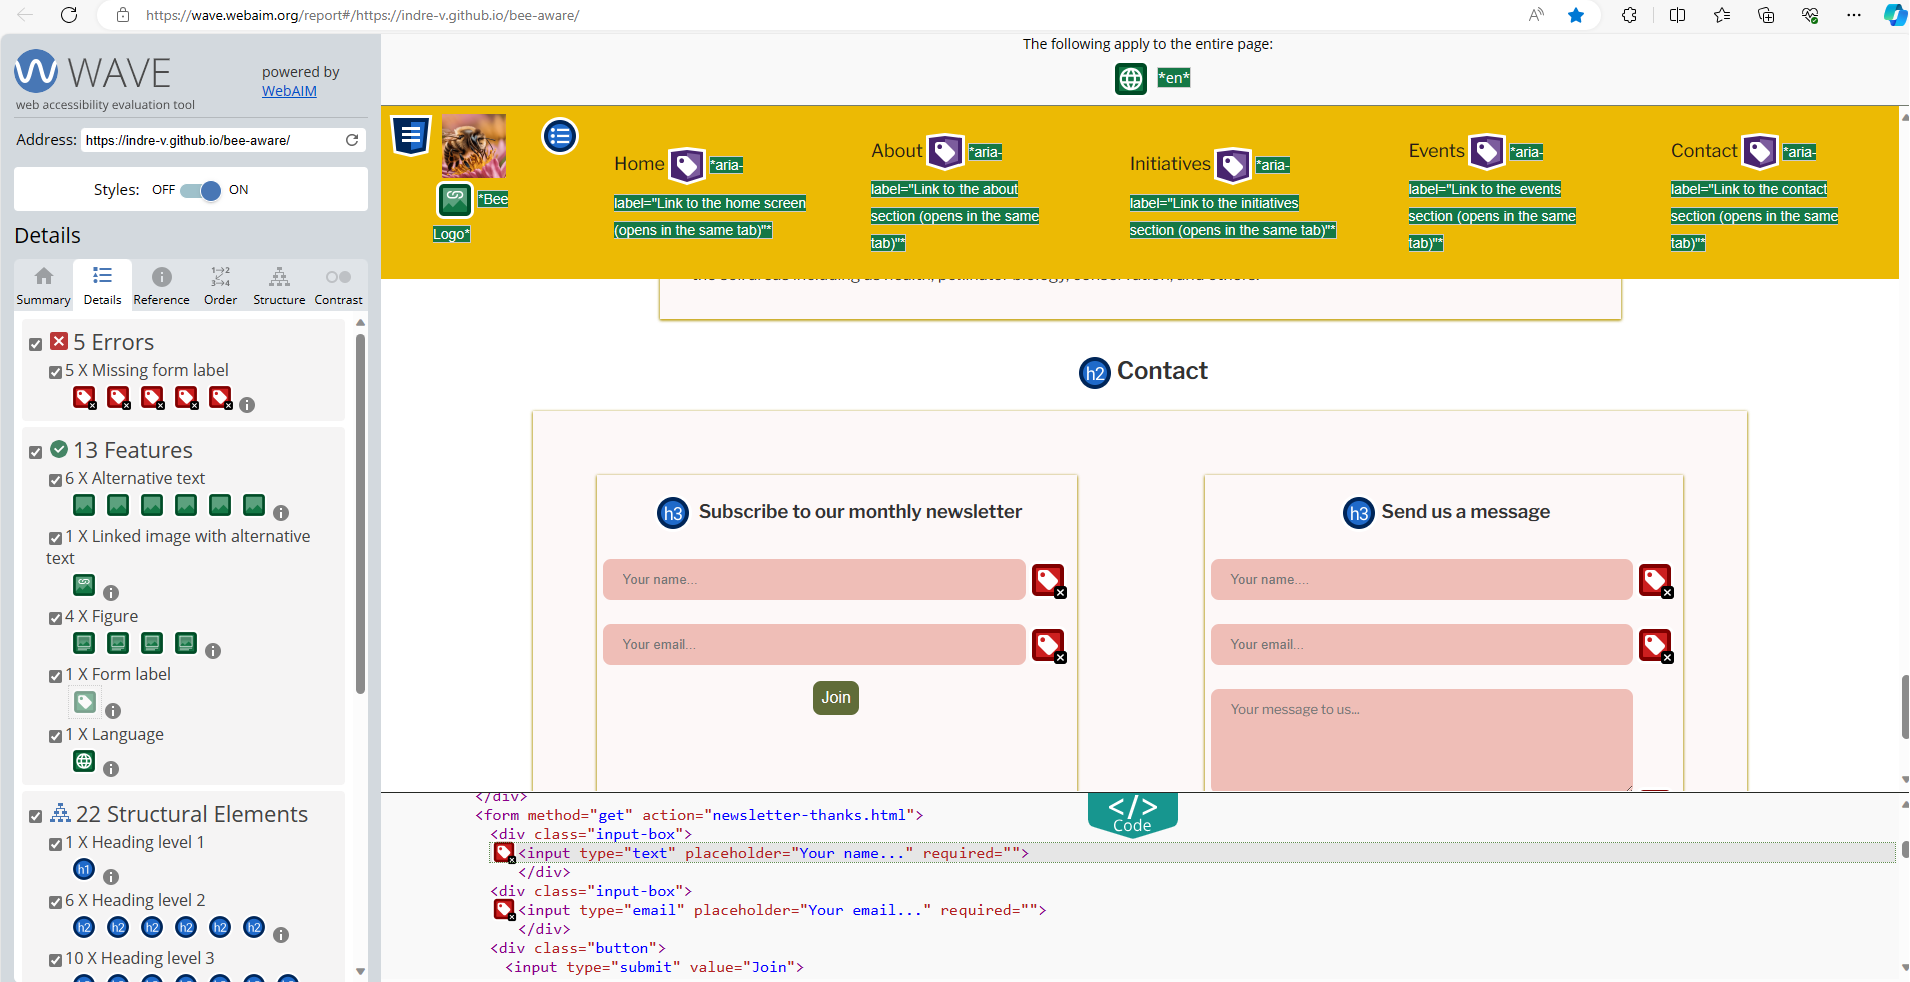 https://wave.webaim.org/report#/https://indre-v.github.io/bee-aware/
WAVE
web accessibility evaluation tool
powered by
WebAIM
Address: https://indre-v.github.io/bee-aware/
Styles: OFF ON
Details
Summary Details Reference Order Structure Contrast
5 Errors
5 X Missing form label
13 Features
6 X Alternative text
1 X Linked image with alternative
text
4 X Figure
1 X Form label
1 X Language
22 Structural Elements
1 X Heading level 1
h1
6 X Heading level 2
h2 h2 h2 h2 h2 h2
10 X Heading level 3
The following apply to the entire page:
*en*
*Bee
Logo*
Home *aria-
label="Link to the home screen
(opens in the same tab)"*
About *aria-
label="Link to the about
section (opens in the same
tab)"*
Initiatives *aria-
label="Link to the initiatives
section (opens in the same tab)"*
Events *aria-
label="Link to the events
section (opens in the same
tab)"*
Contact *aria-
label="Link to the contact
section (opens in the same
tab)"*
h2 Contact
h3 Subscribe to our monthly newsletter
Your name...
Your email...
Join
h3 Send us a message
Your name....
Your email...
Your message to us...
</> Code
</div>
<form method="get" action="newsletter-thanks.html">
<div class="input-box">
<input type="text" placeholder="Your name..." required="">
</div>
<div class="input-box">
<input type="email" placeholder="Your email..." required="">
</div>
<div class="button">
<input type="submit" value="Join">